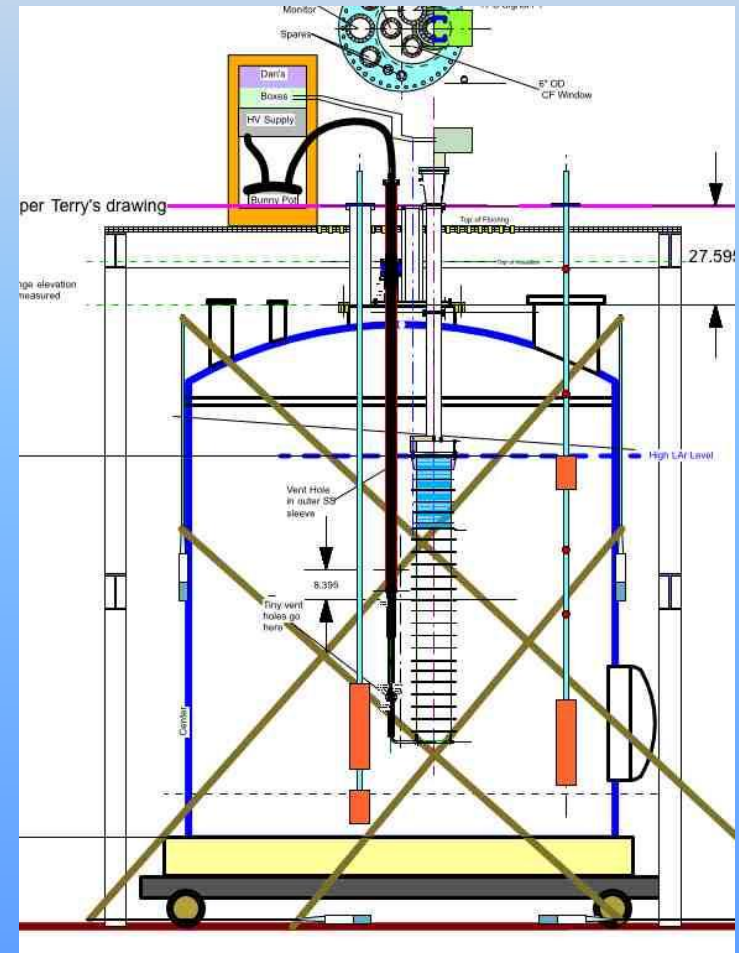 Monitor
Spares
6" OD
CF Window
Dan's
Boxes
HV Supply
Bunny Pot
per Terry's drawing
Top of Flooring
27.595
nge elevation
measured
High LAr Level
Vent Hole
in outer SS
sleeve
8.399
Tiny vent
holes go
here
Center